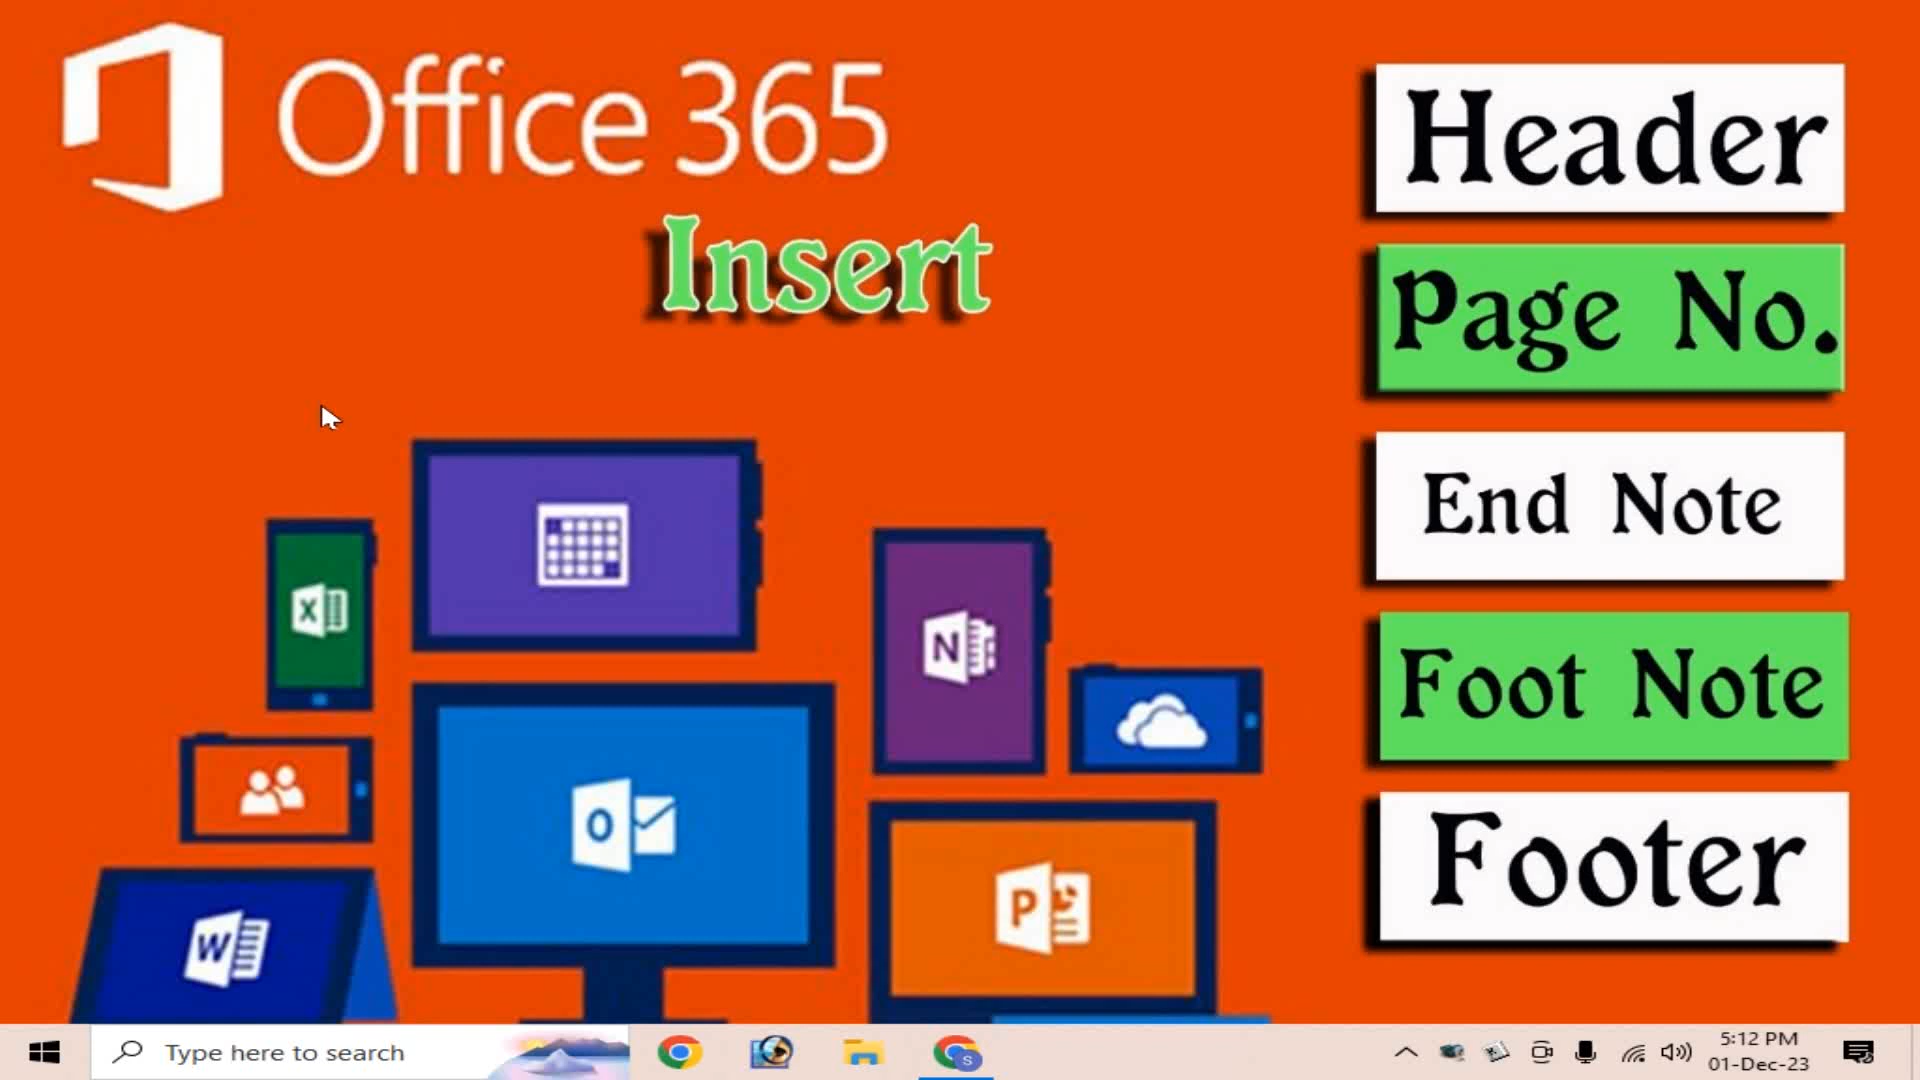 Office 365
Insert
Header
Page No.
End Note
Foot Note
Footer
X
N
O
P
W
Type here to search
S
5:12 PM
01-Dec-23